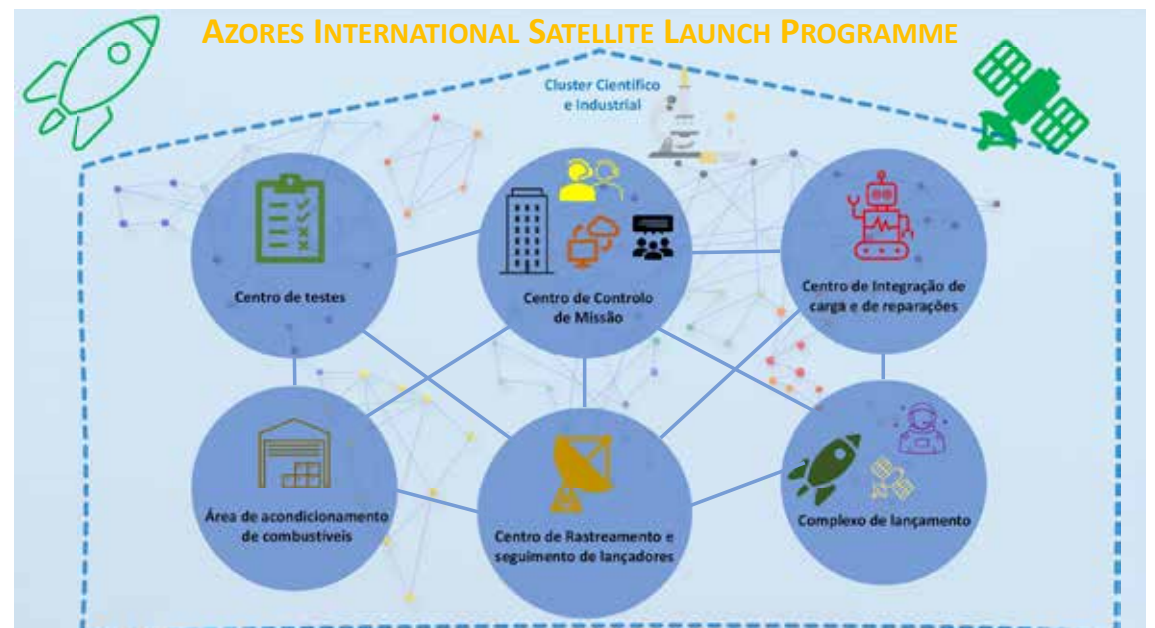 AZORES INTERNATIONAL SATELLITE LAUNCH PROGRAMME
Cluster Científico
e Industrial
Centro de testes
Centro de Controlo
de Missão
Centro de Integração de
carga e de reparações
Área de acondicionamento
de combustíveis
Centro de Rastreamento e
seguimento de lançadores
Complexo de lançamento